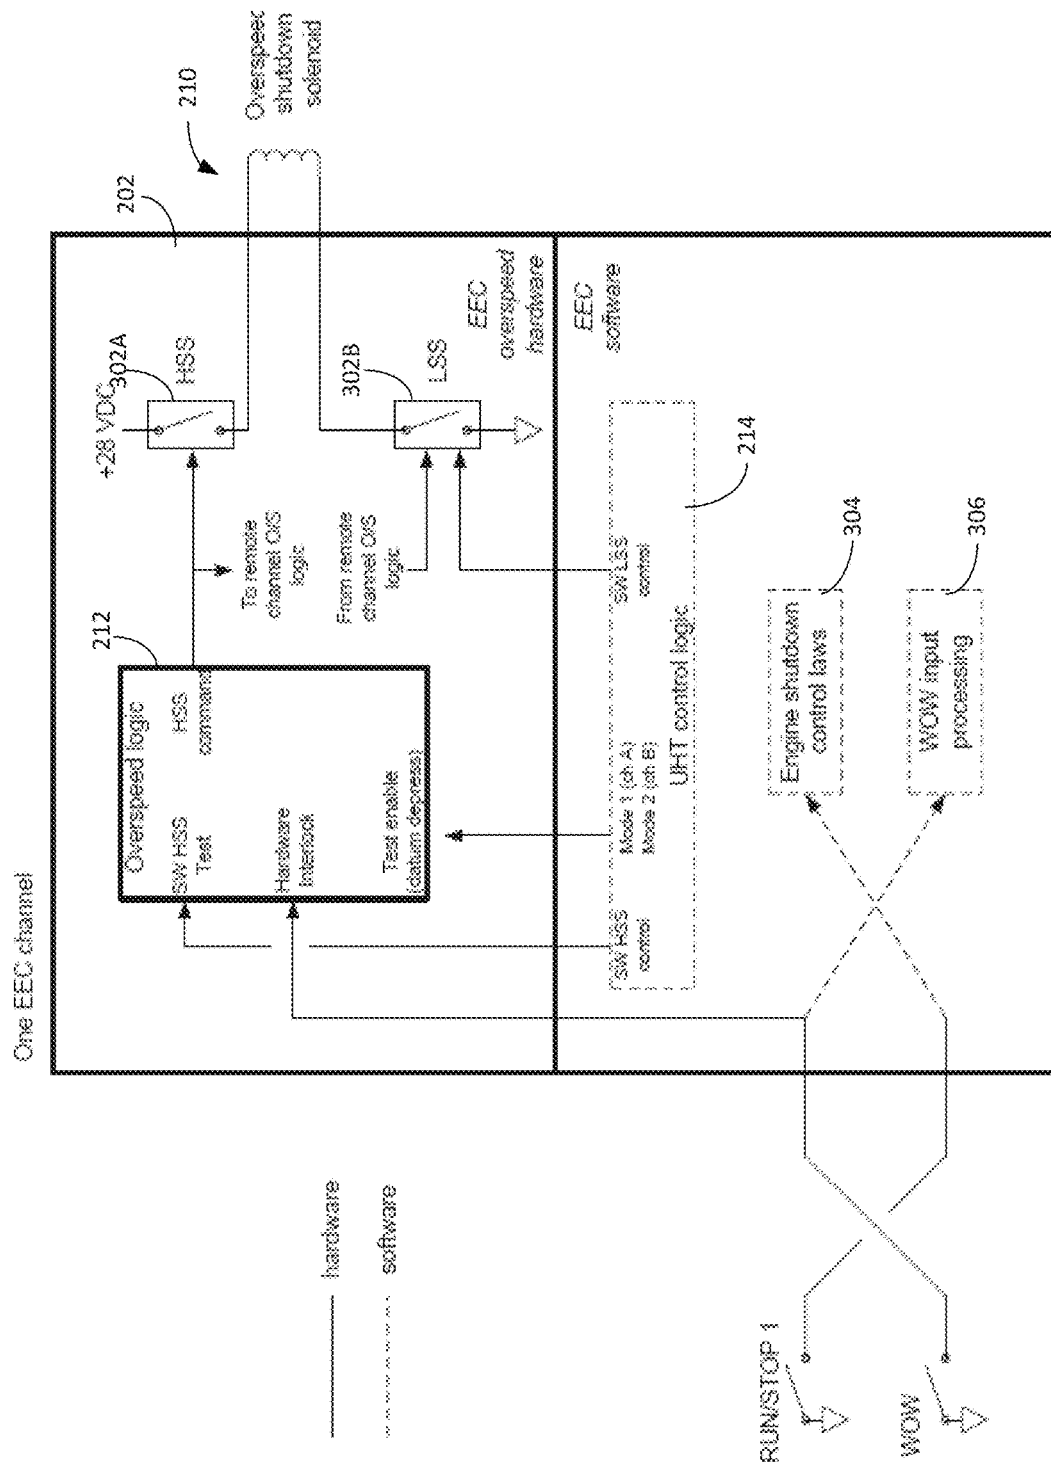 One EEC channel
210
Overspeed
shutdown
solenoid
202
+28 VDC
302A
HSS
302B
LSS
EEC
overspeed
hardware
EEC
software
212
Overspeed logic
SW HSS
Test
HSS
command
Hardware
Interlock
Test enable
(datum depress)
To remote
channel O/S
logic
From remote
channel O/S
logic
SW HSS
control
Mode 1 (ch A)
Mode 2 (ch B)
SW LSS
control
UHT control logic
214
Engine shutdown
control laws
304
WOW input
processing
306
hardware
software
RUN/STOP 1
WOW